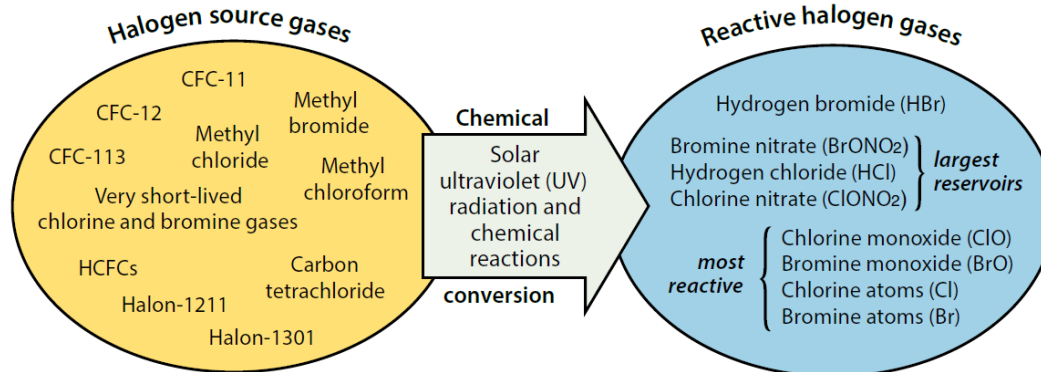 Halogen source gases
CFC-11
CFC-12
Methyl
bromide
Methyl
chloride
CFC-113
Methyl
chloroform
Very short-lived
chlorine and bromine gases
HCFCs
Carbon
tetrachloride
Halon-1211
Halon-1301
Chemical
Solar
ultraviolet (UV)
radiation and
chemical
reactions
conversion
Reactive halogen gases
Hydrogen bromide (HBr)
Bromine nitrate (BrONO2)
Hydrogen chloride (HCl)
Chlorine nitrate (ClONO2)
largest
reservoirs
most
reactive
Chlorine monoxide (ClO)
Bromine monoxide (BrO)
Chlorine atoms (Cl)
Bromine atoms (Br)